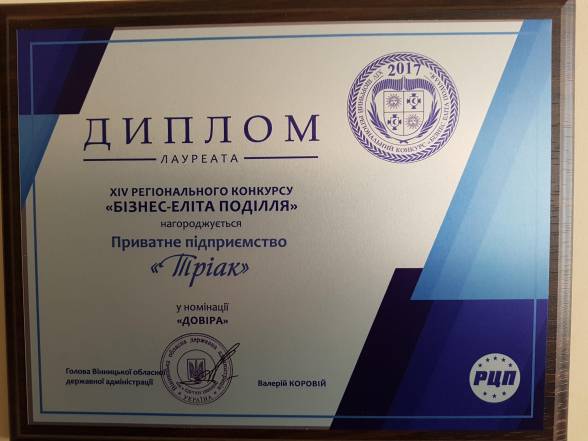 2017
ДИПЛОМ
ЛАУРЕАТА
XIV РЕГІОНАЛЬНОГО КОНКУРСУ
«БІЗНЕС-ЕЛІТА ПОДІЛЛЯ»
нагороджується
Приватне підприємство
«Тріак»
у номінації
«ДОВІРА»
Голова Вінницької обласної
державної адміністрації
Валерій КОРОВІЙ
УКРАЇНА
РЦП